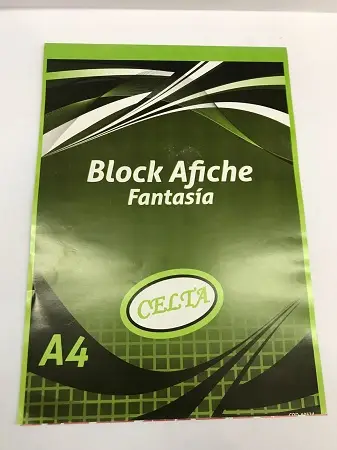 Block Afiche
Fantasía
CELTA
A4